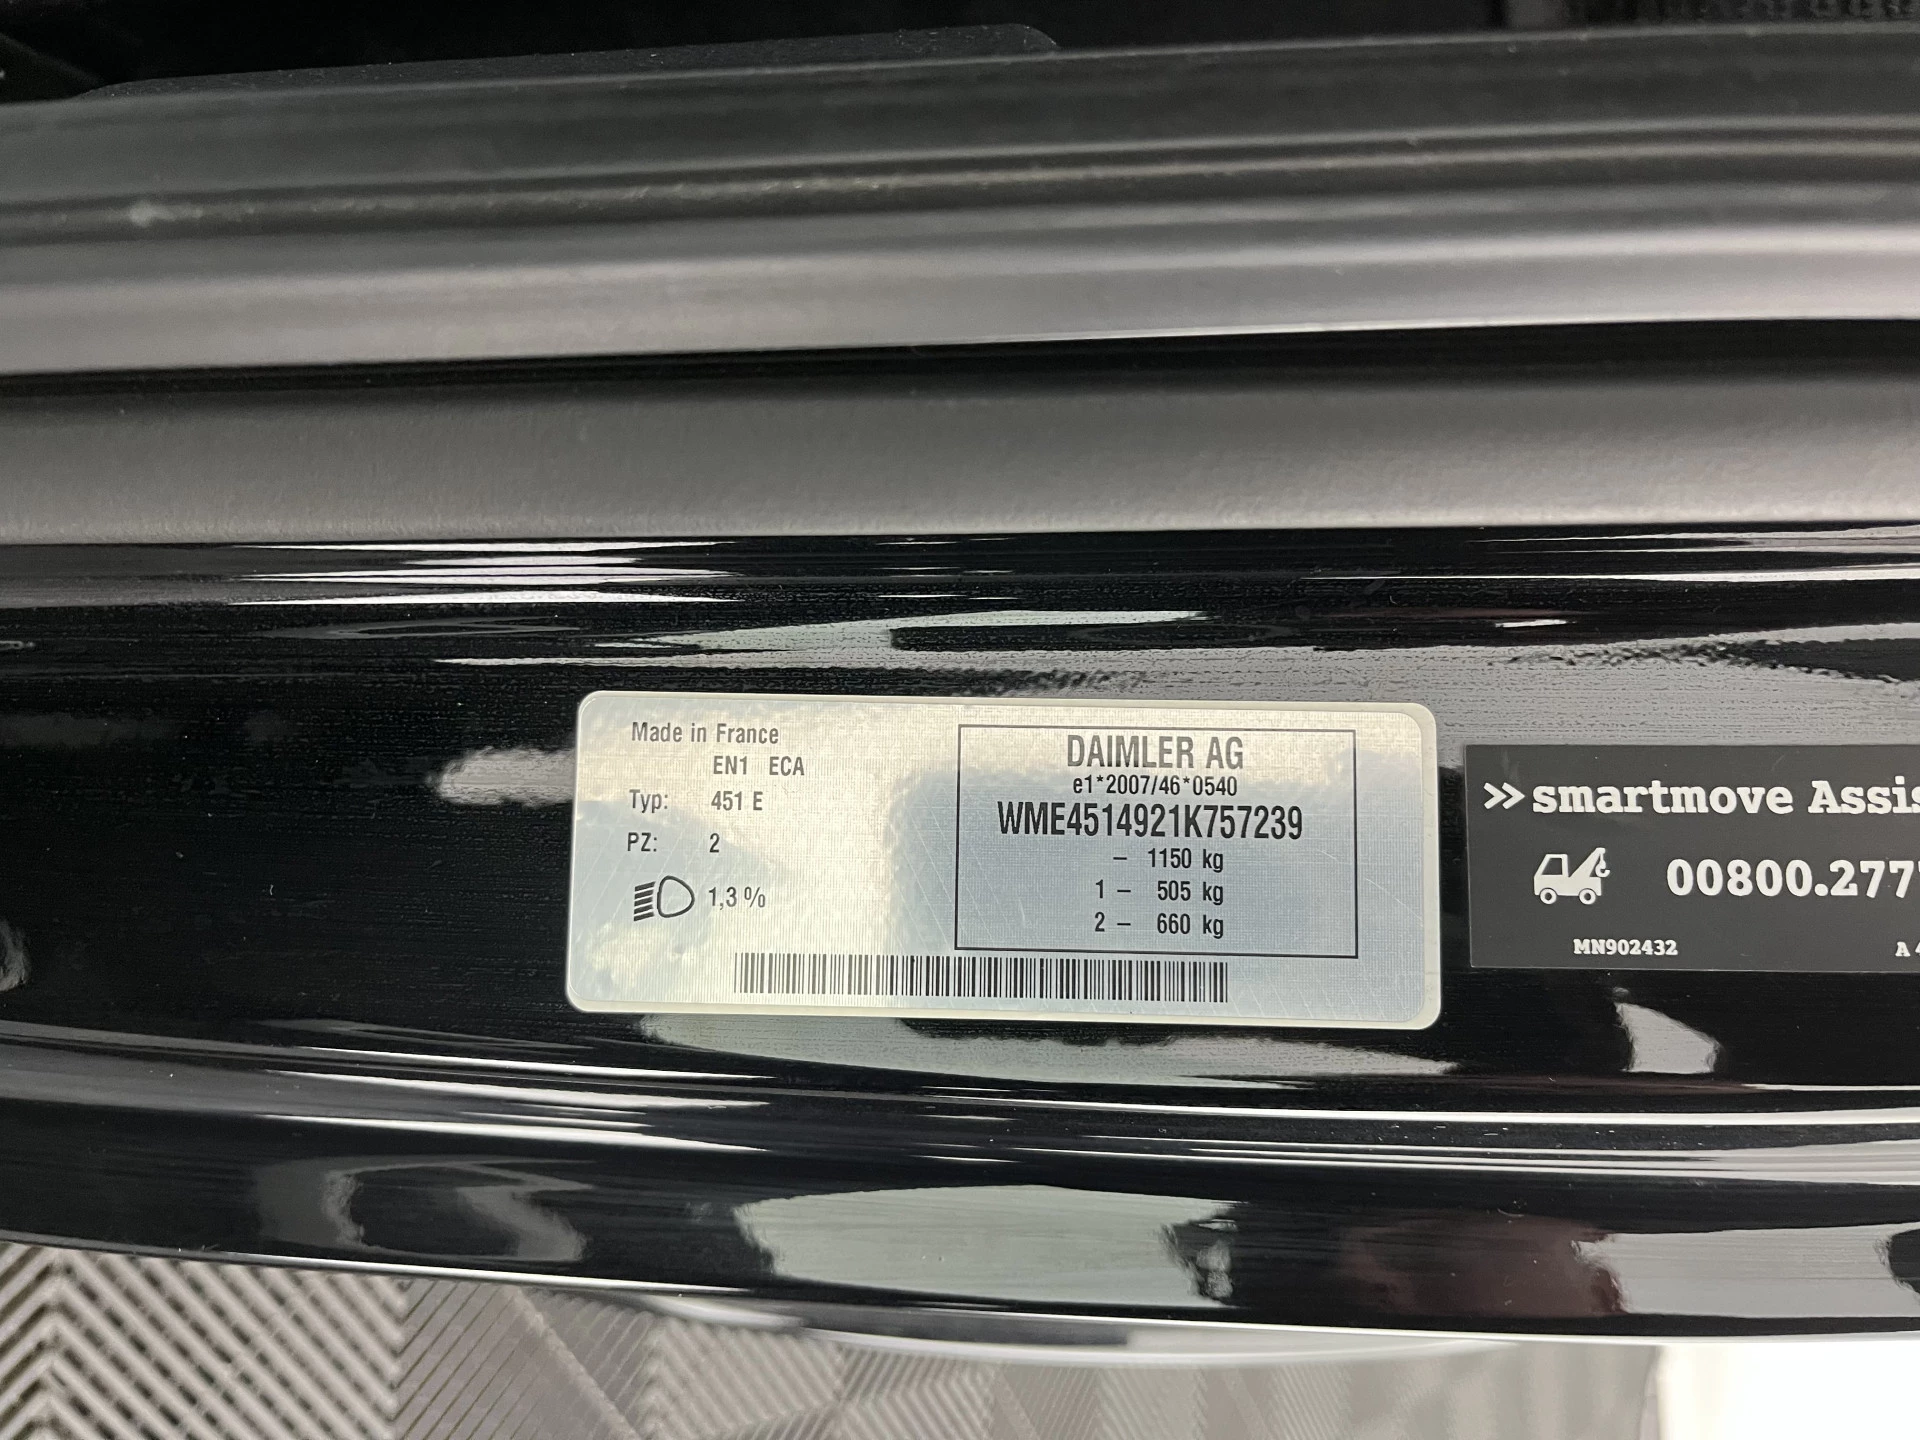 Made in France
EN1 ECA
Typ: 451 E
PZ: 2
1,3 %
DAIMLER AG
e1*2007/46*0540
WME4514921K757239
– 1150 kg
1 – 505 kg
2 – 660 kg
>> smartmove Assis
00800.277
MN902432
A